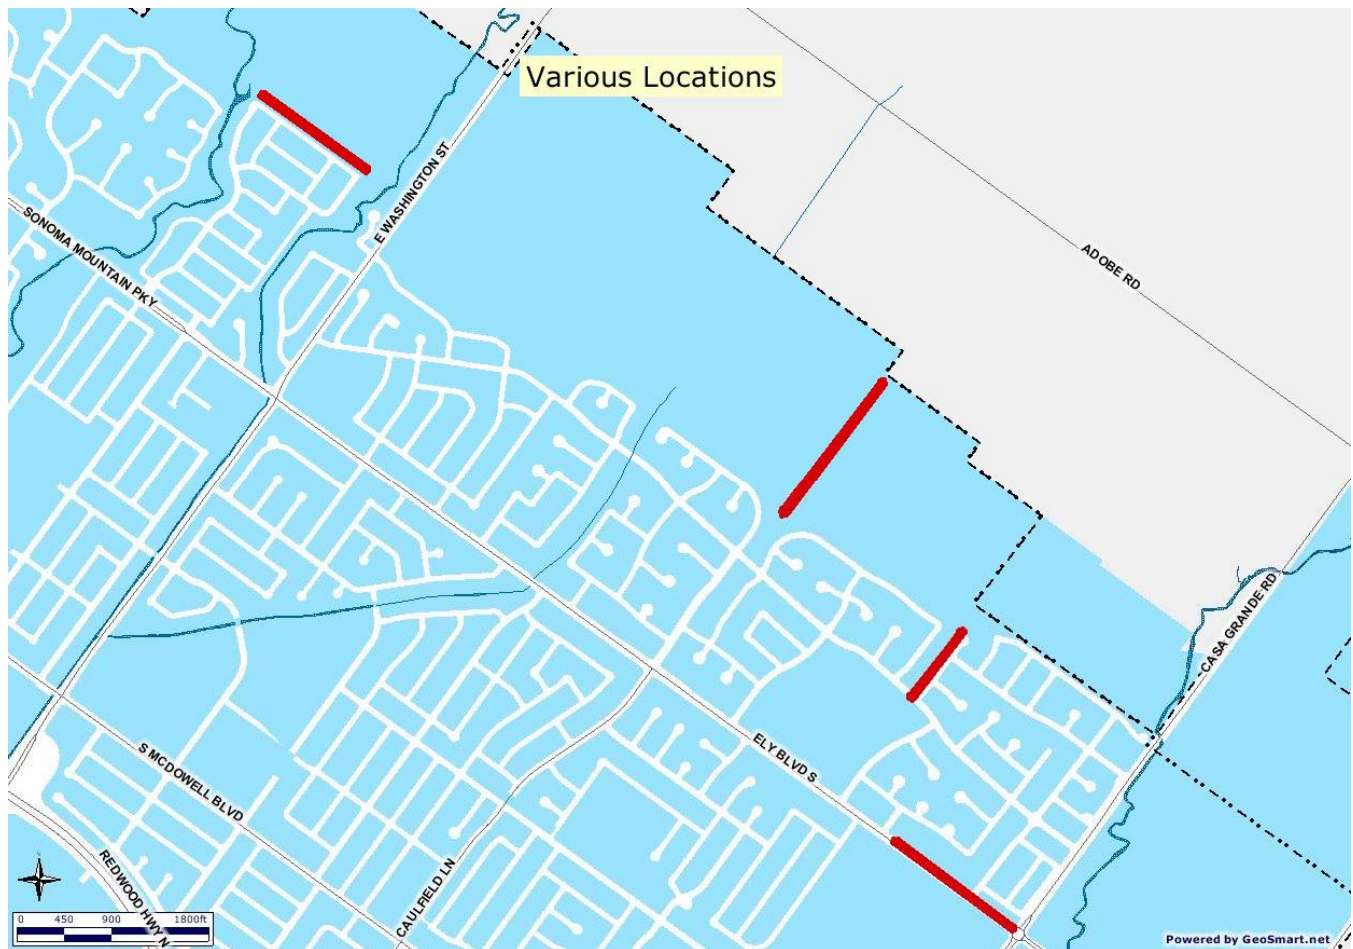 Various Locations
E WASHINGTON ST
SONOMA MOUNTAIN PKY
ADOBE RD
CASA GRANDE RD
ELY BLVD S
S MCDOWELL BLVD
REDWOOD HWY N
CAULFIELD LN
0 450 900 1800ft
Powered by GeoSmart.net